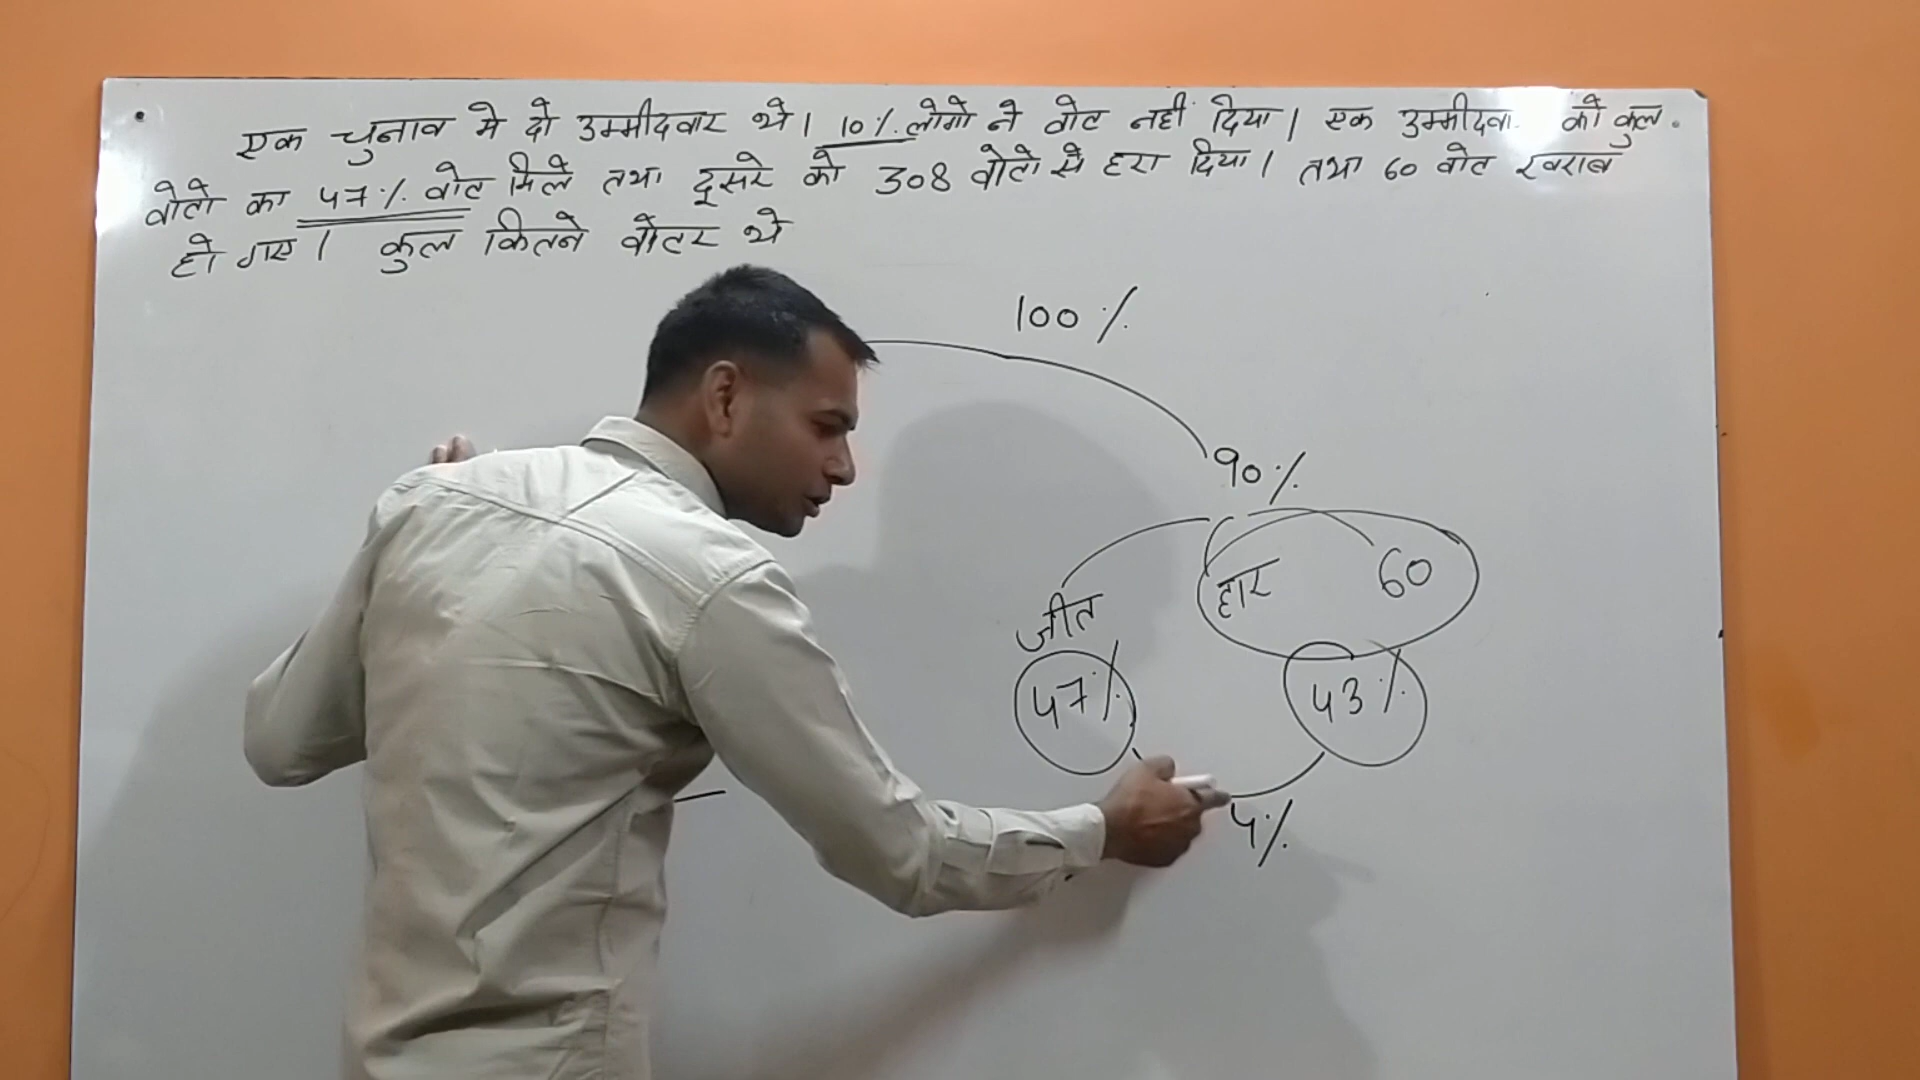 एक चुनाव मे दो उम्मीदवार थे। 10% लोगो ने वोट नही दिया। एक उम्मीदवा को कुल
वोटो का 47% वोट मिले तथा दूसरे को 308 वोटो से हरा दिया। तथा 60 वोट खराब
हो गए। कुल कितने वोटर थे
100%
90%
हार 60
जीत
47% 43%
4%